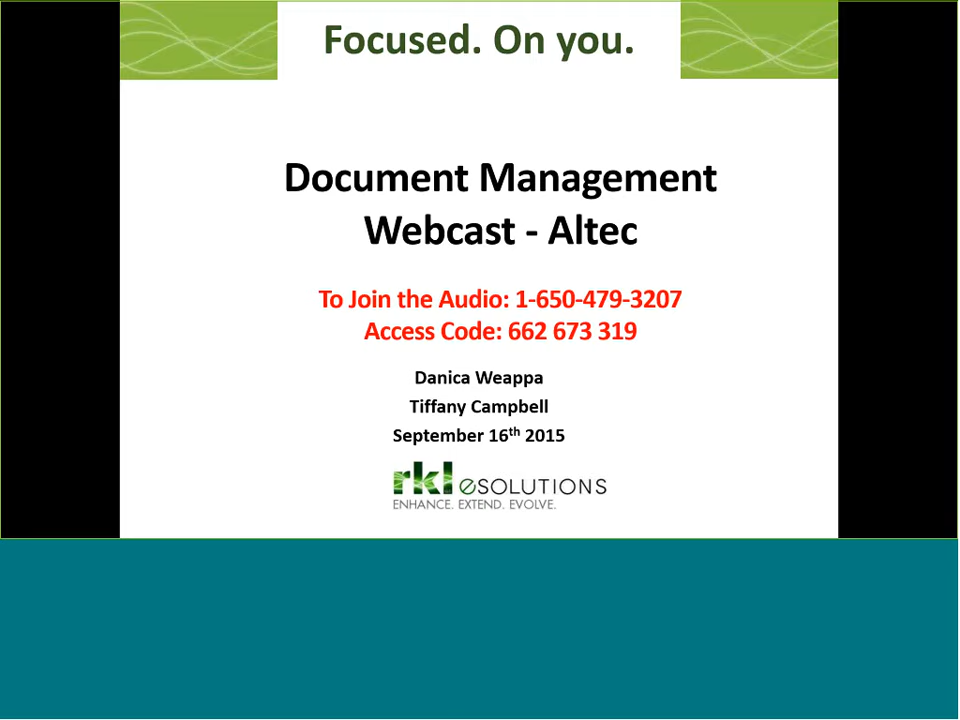 Focused. On you.
Document Management
Webcast - Altec
To Join the Audio: 1-650-479-3207
Access Code: 662 673 319
Danica Weappa
Tiffany Campbell
September 16th 2015
rkl eSOLUTIONS
ENHANCE. EXTEND. EVOLVE.